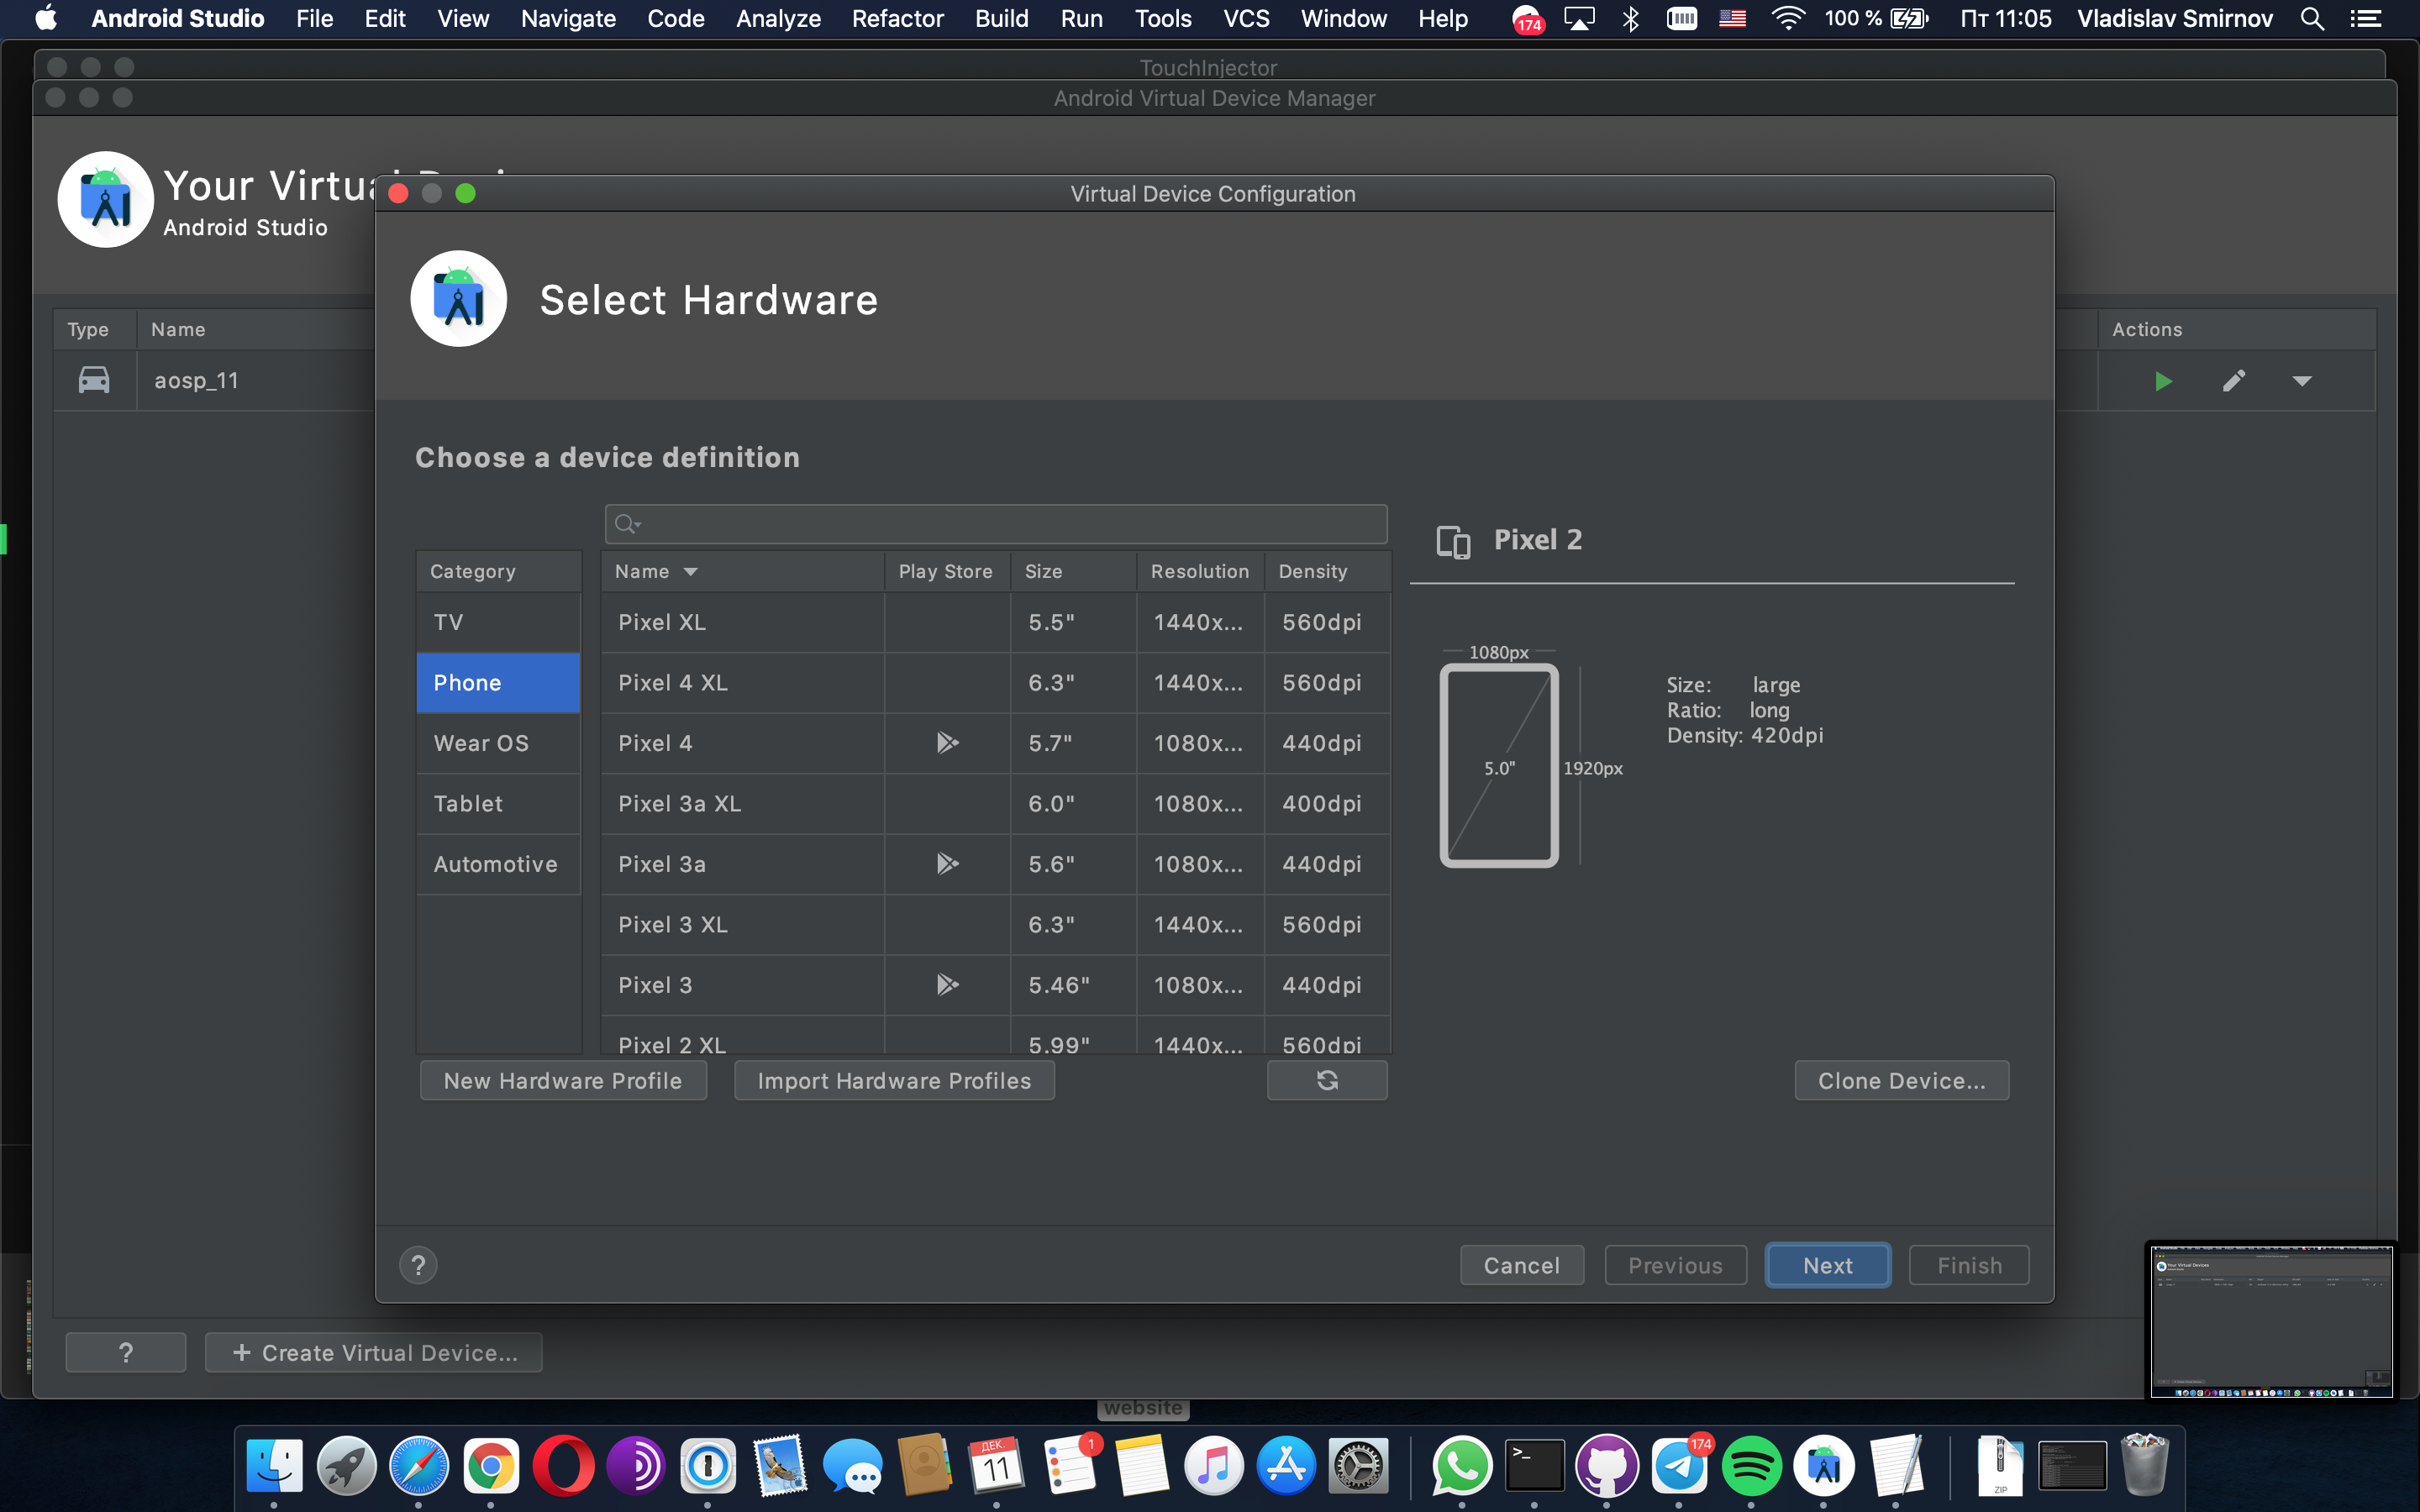 Android Studio File Edit View Navigate Code Analyze Refactor Build Run Tools VCS Window Help 174 100 % Пт 11:05 Vladislav Smirnov
TouchInjector
Android Virtual Device Manager
Your Virtual
Android Studio
Virtual Device Configuration
Select Hardware
Type Name Actions
aosp_11
Choose a device definition
Pixel 2
Category Name Play Store Size Resolution Density
TV Pixel XL 5.5" 1440x... 560dpi
Phone Pixel 4 XL 6.3" 1440x... 560dpi
Wear OS Pixel 4 5.7" 1080x... 440dpi
Tablet Pixel 3a XL 6.0" 1080x... 400dpi
Automotive Pixel 3a 5.6" 1080x... 440dpi
Pixel 3 XL 6.3" 1440x... 560dpi
Pixel 3 5.46" 1080x... 440dpi
Pixel 2 XL 5.99" 1440x... 560dpi
1080px
5.0"
1920px
Size: large
Ratio: long
Density: 420dpi
New Hardware Profile Import Hardware Profiles Clone Device...
? Cancel Previous Next Finish
? + Create Virtual Device...
website
ДЕК.
11
1
>_
174
ZIP